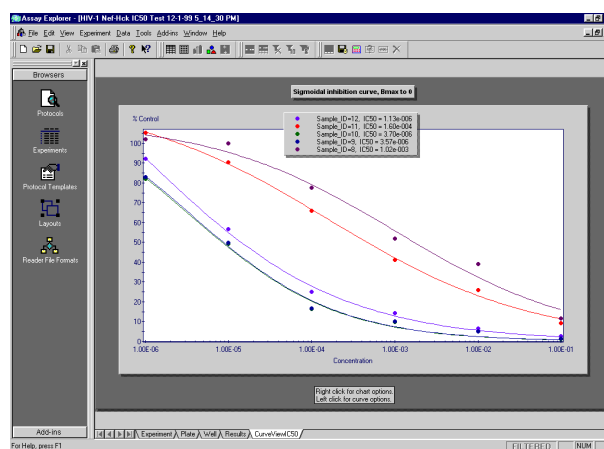 Assay Explorer - [HIV-1 Nef-Hck IC50 Test 12-1-99 5_14_30 PM]
File Edit View Experiment Data Tools Add-ins Window Help
Browsers
Protocols
Experiments
Protocol Templates
Layouts
Reader File Formats
Add-ins
Sigmoidal inhibition curve, Bmax to 0
% Control
Sample_ID=12, IC50 = 1.13e-006
Sample_ID=11, IC50 = 1.60e-004
Sample_ID=10, IC50 = 3.70e-006
Sample_ID=9, IC50 = 3.57e-006
Sample_ID=8, IC50 = 1.02e-003
100
90
80
70
60
50
40
30
20
10
0
1.00E-06 1.00E-05 1.00E-04 1.00E-03 1.00E-02 1.00E-01
Concentration
Right click for chart options.
Left click for curve options.
Experiment Plate Well Results CurveViewIC50
For Help, press F1
FILTERED NUM